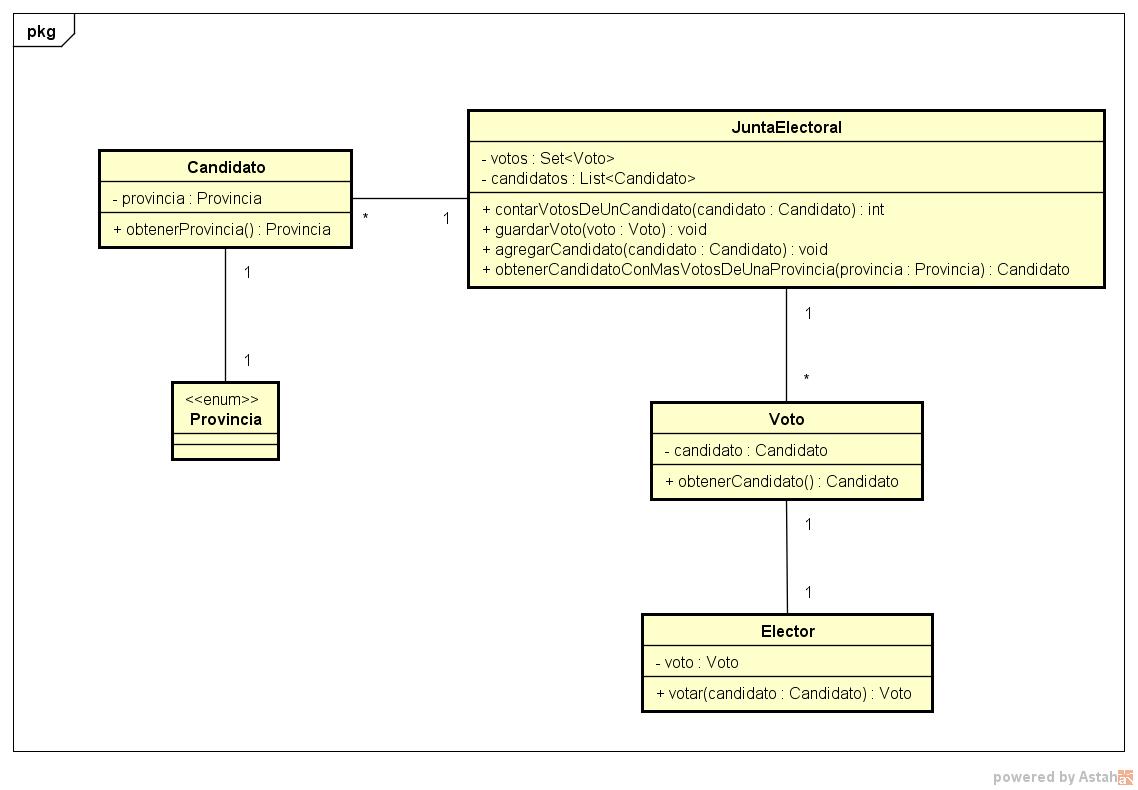 pkg
Candidato
- provincia : Provincia
+ obtenerProvincia() : Provincia
*
1
JuntaElectoral
- votos : Set<Voto>
- candidatos : List<Candidato>
+ contarVotosDeUnCandidato(candidato : Candidato) : int
+ guardarVoto(voto : Voto) : void
+ agregarCandidato(candidato : Candidato) : void
+ obtenerCandidatoConMasVotosDeUnaProvincia(provincia : Provincia) : Candidato
1
1
<<enum>>
Provincia
1
*
Voto
- candidato : Candidato
+ obtenerCandidato() : Candidato
1
1
Elector
- voto : Voto
+ votar(candidato : Candidato) : Voto
powered by Astah